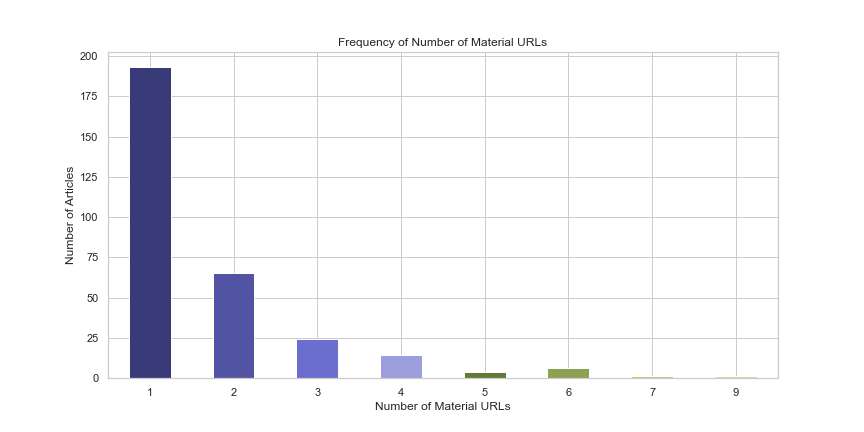 Frequency of Number of Material URLs
200
175
150
125
100
75
50
25
0
Number of Articles
1 2 3 4 5 6 7 9
Number of Material URLs